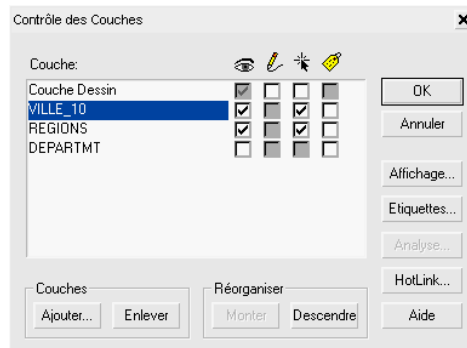 Contrôle des Couches
Couche:
Couche Dessin
VILLE_10
REGIONS
DEPARTMT
OK
Annuler
Affichage...
Etiquettes...
Analyse...
HotLink...
Aide
Couches
Ajouter...
Enlever
Réorganiser
Monter
Descendre